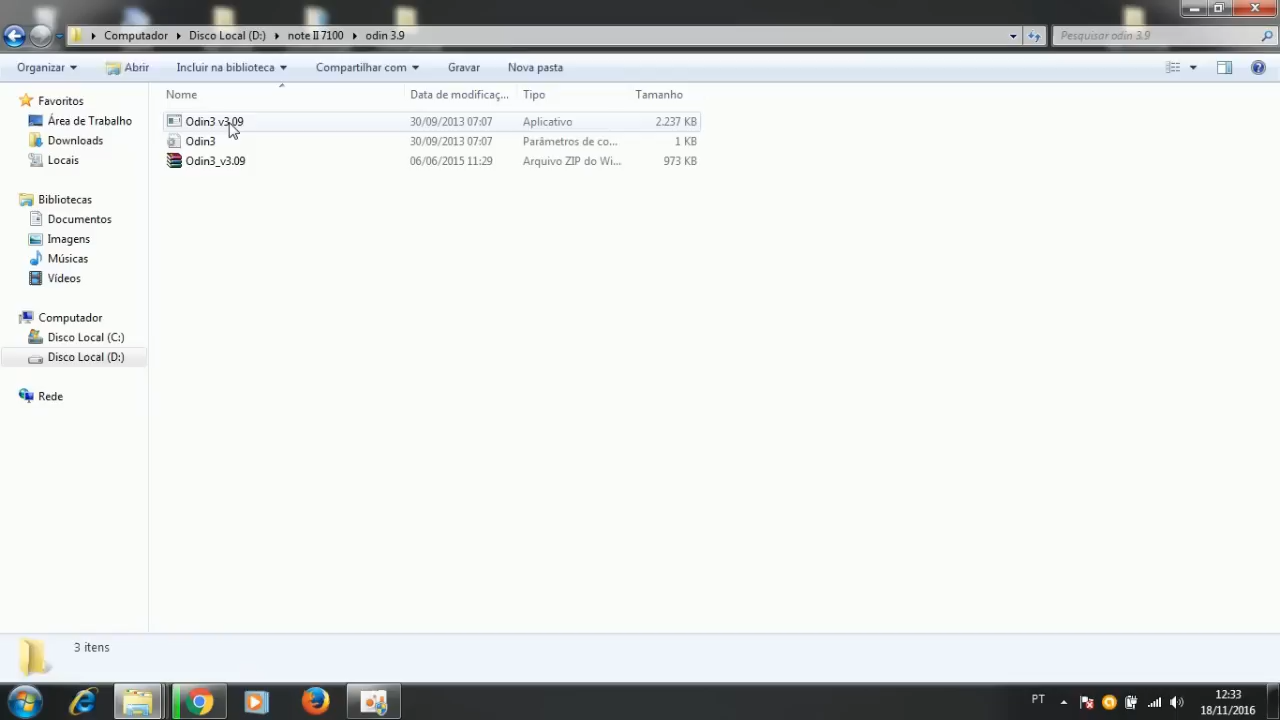 Computador Disco Local (D:) note II 7100 odin 3.9
Pesquisar odin 3.9
Organizar Abrir Incluir na biblioteca Compartilhar com Gravar Nova pasta
Nome Data de modificaç... Tipo Tamanho
Odin3 v3.09 30/09/2013 07:07 Aplicativo 2.237 KB
Odin3 30/09/2013 07:07 Parâmetros de co... 1 KB
Odin3_v3.09 06/06/2015 11:29 Arquivo ZIP do Wi... 973 KB
Favoritos
Área de Trabalho
Downloads
Locais
Bibliotecas
Documentos
Imagens
Músicas
Vídeos
Computador
Disco Local (C:)
Disco Local (D:)
Rede
3 itens
PT
12:33
18/11/2016